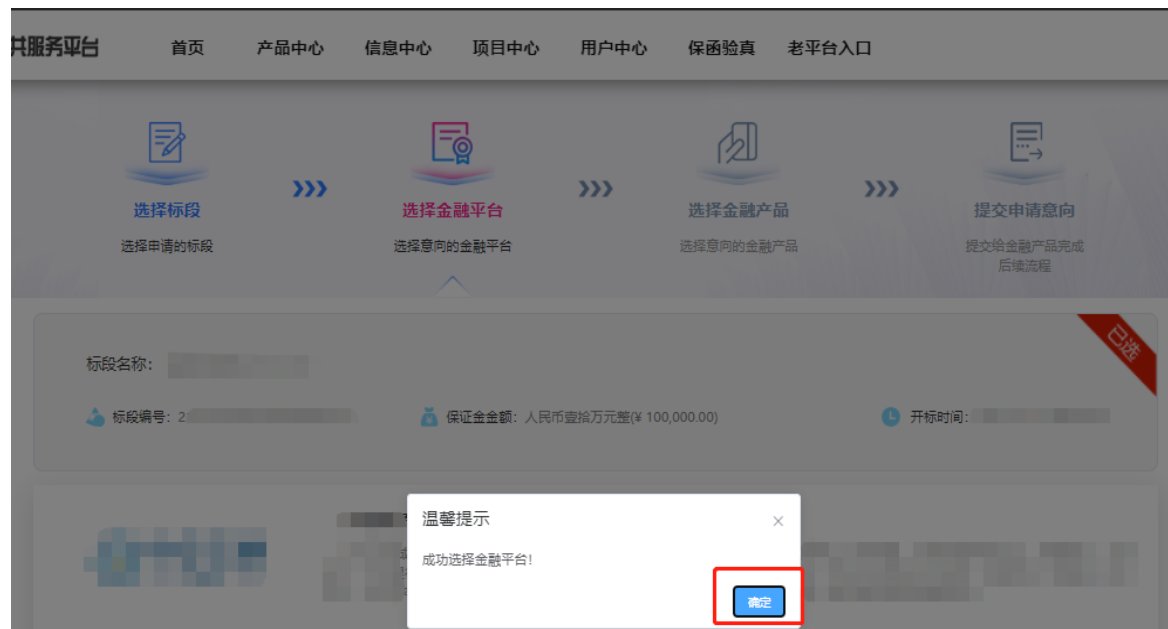 共服务平台 首页 产品中心 信息中心 项目中心 用户中心 保函验真 老平台入口
选择标段 选择金融平台 选择金融产品 提交申请意向
选择申请的标段 选择意向的金融平台 选择意向的金融产品 提交给金融产品完成
后续流程
已选
标段名称：
标段编号：2 保证金金额：人民币壹拾万元整(¥ 100,000.00) 开标时间：
温馨提示
成功选择金融平台!
确定